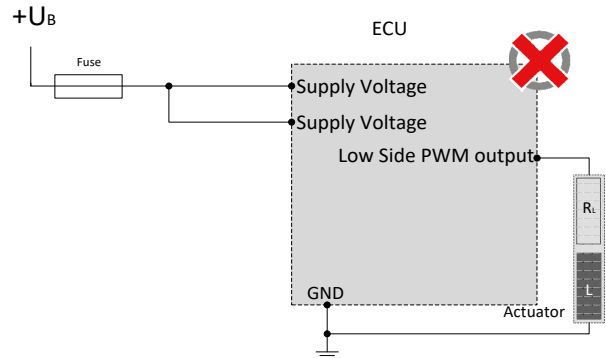 +UB
ECU
Fuse
Supply Voltage
Supply Voltage
Low Side PWM output
RL
L
GND
Actuator